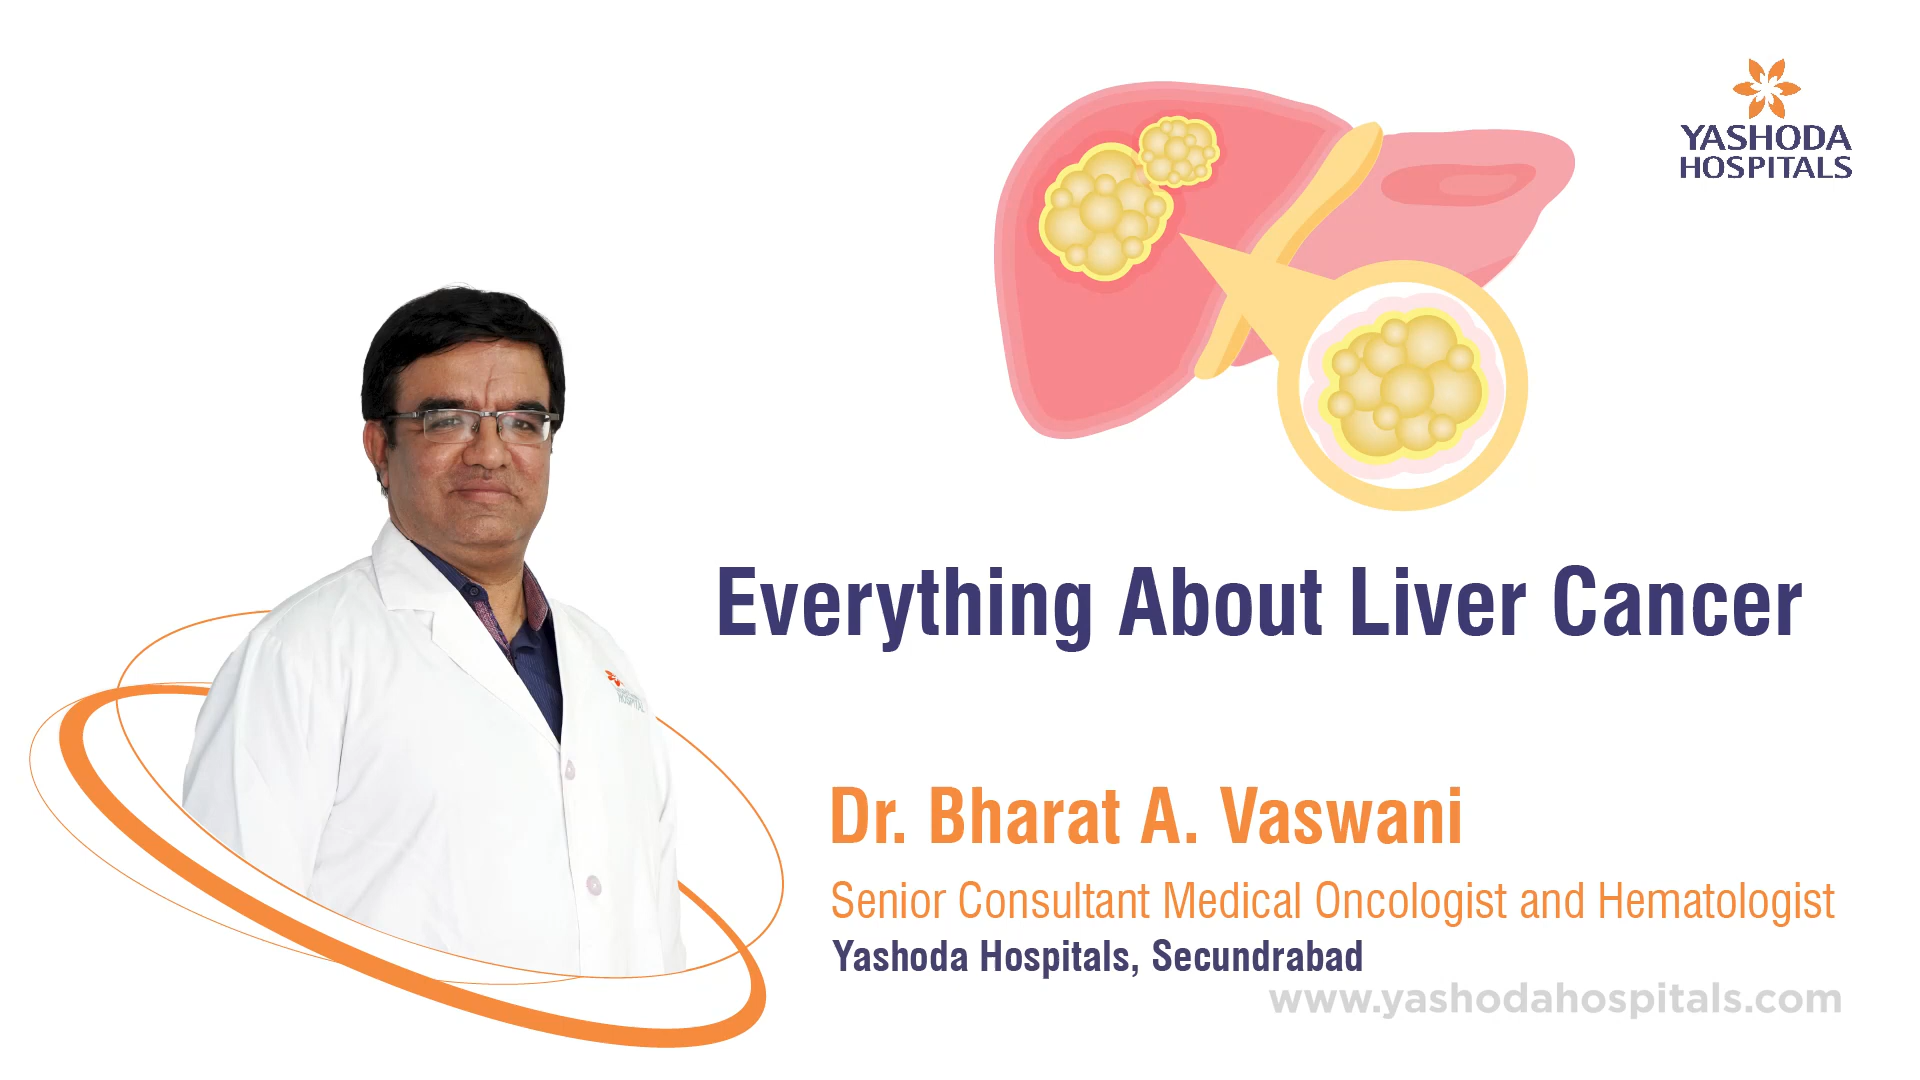 YASHODA
HOSPITALS
Everything About Liver Cancer
Dr. Bharat A. Vaswani
Senior Consultant Medical Oncologist and Hematologist
Yashoda Hospitals, Secundrabad
www.yashodahospitals.com
HOSPITAL